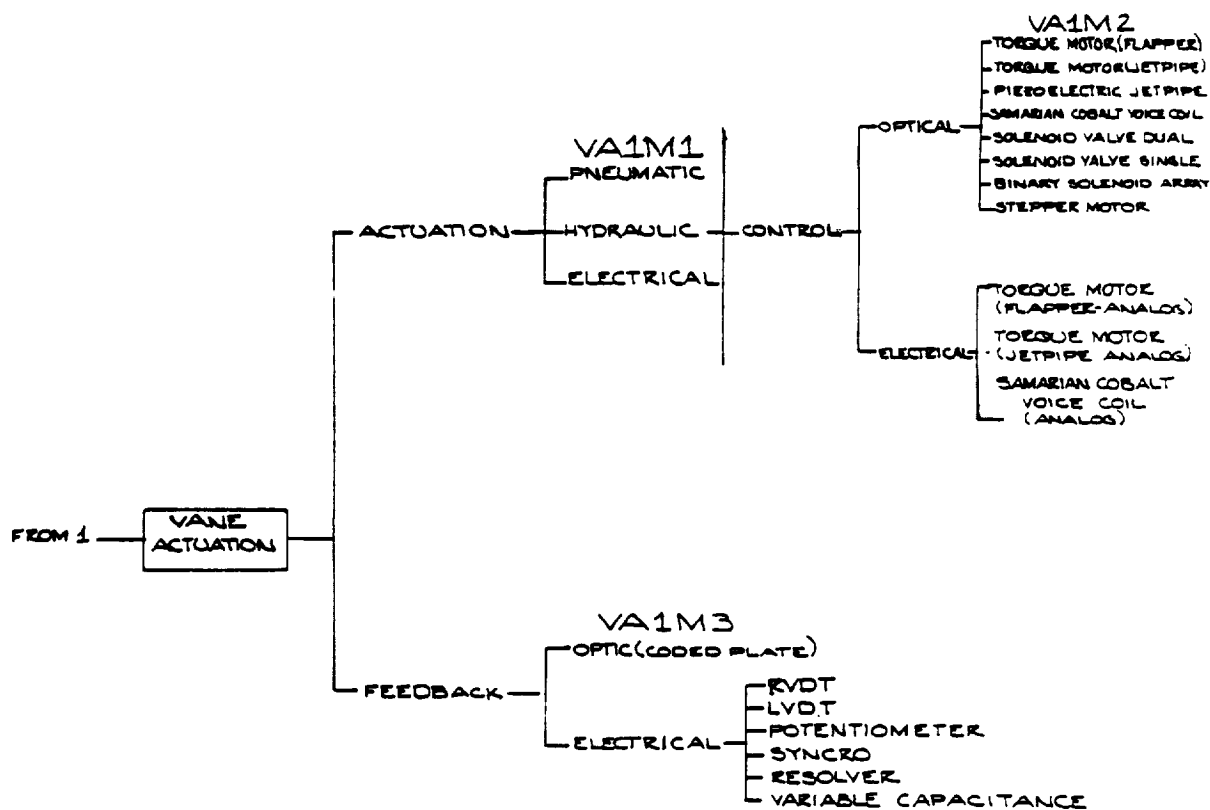 VA1M2
TORQUE MOTOR (FLAPPER)
TORQUE MOTOR (JETPIPE)
PIEZOELECTRIC JETPIPE
SAMARIAN COBALT VOICE COIL
OPTICAL
SOLENOID VALVE DUAL
SOLENOID VALVE SINGLE
BINARY SOLENOID ARRAY
STEPPER MOTOR
VA1M1
PNEUMATIC
ACTUATION
HYDRAULIC
CONTROL
ELECTRICAL
TORQUE MOTOR
(FLAPPER-ANALOG)
ELECTRICAL
TORQUE MOTOR
(JETPIPE ANALOG)
SAMARIAN COBALT
VOICE COIL
(ANALOG)
FROM 1
VANE
ACTUATION
VA1M3
OPTIC (CODED PLATE)
FEEDBACK
ELECTRICAL
RVDT
LVDT
POTENTIOMETER
SYNCRO
RESOLVER
VARIABLE CAPACITANCE